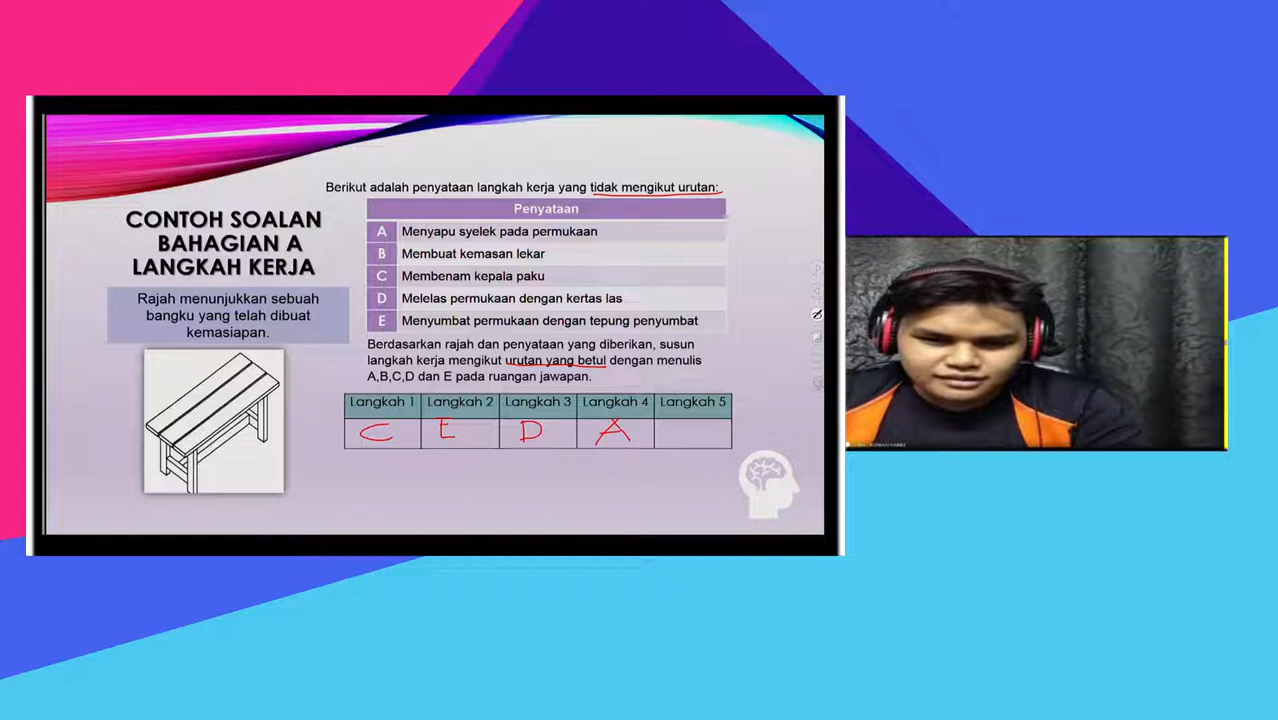 Berikut adalah penyataan langkah kerja yang tidak mengikut urutan:
CONTOH SOALAN
BAHAGIAN A
LANGKAH KERJA
Rajah menunjukkan sebuah
bangku yang telah dibuat
kemasiapan.
Penyataan
A Menyapu syelek pada permukaan
B Membuat kemasan lekar
C Membenam kepala paku
D Melelas permukaan dengan kertas las
E Menyumbat permukaan dengan tepung penyumbat
Berdasarkan rajah dan penyataan yang diberikan, susun
langkah kerja mengikut urutan yang betul dengan menulis
A,B,C,D dan E pada ruangan jawapan.
Langkah 1 Langkah 2 Langkah 3 Langkah 4 Langkah 5
C E D A